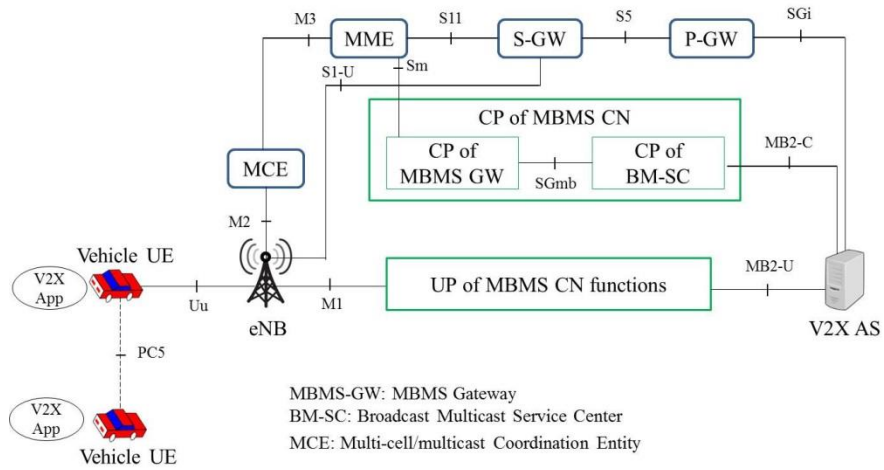 M3
S11
S5
SGi
MME
S-GW
P-GW
S1-U
Sm
CP of MBMS CN
MCE
CP of
MBMS GW
SGmb
CP of
BM-SC
MB2-C
M2
Vehicle UE
V2X
App
Uu
eNB
M1
UP of MBMS CN functions
MB2-U
V2X AS
PC5
V2X
App
Vehicle UE
MBMS-GW: MBMS Gateway
BM-SC: Broadcast Multicast Service Center
MCE: Multi-cell/multicast Coordination Entity